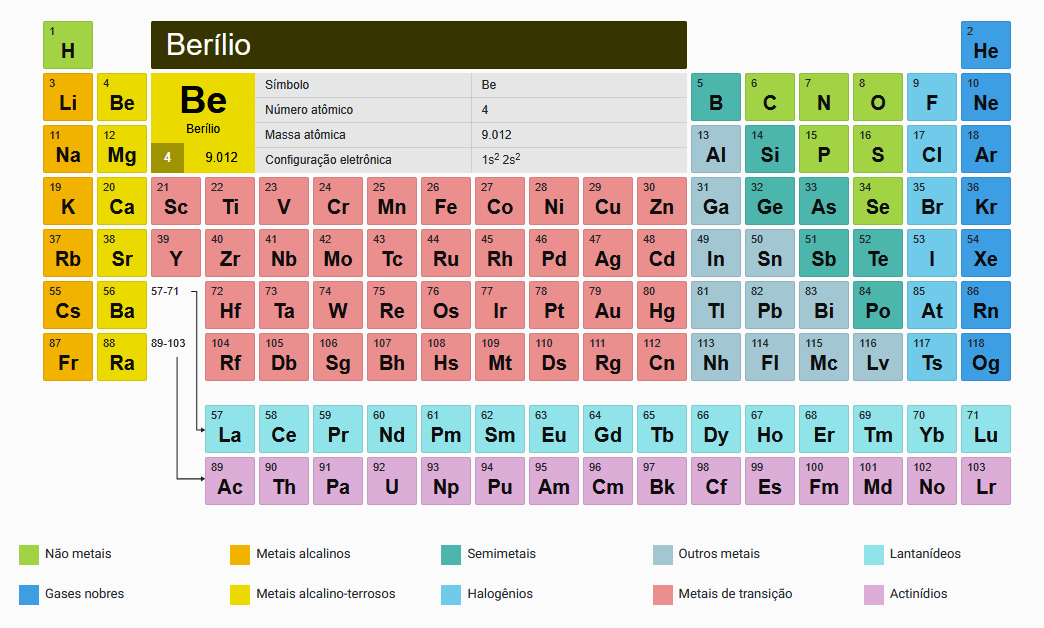 1 H Berílio 2 He
3 Li 4 Be Be Berílio 4 9.012 Símbolo Be 5 B 6 C 7 N 8 O 9 F 10 Ne
Número atômico 4
11 Na 12 Mg Massa atômica 9.012 13 Al 14 Si 15 P 16 S 17 Cl 18 Ar
Configuração eletrônica 1s² 2s²
19 K 20 Ca 21 Sc 22 Ti 23 V 24 Cr 25 Mn 26 Fe 27 Co 28 Ni 29 Cu 30 Zn 31 Ga 32 Ge 33 As 34 Se 35 Br 36 Kr
37 Rb 38 Sr 39 Y 40 Zr 41 Nb 42 Mo 43 Tc 44 Ru 45 Rh 46 Pd 47 Ag 48 Cd 49 In 50 Sn 51 Sb 52 Te 53 I 54 Xe
55 Cs 56 Ba 57-71 72 Hf 73 Ta 74 W 75 Re 76 Os 77 Ir 78 Pt 79 Au 80 Hg 81 Tl 82 Pb 83 Bi 84 Po 85 At 86 Rn
87 Fr 88 Ra 89-103 104 Rf 105 Db 106 Sg 107 Bh 108 Hs 109 Mt 110 Ds 111 Rg 112 Cn 113 Nh 114 Fl 115 Mc 116 Lv 117 Ts 118 Og
57 La 58 Ce 59 Pr 60 Nd 61 Pm 62 Sm 63 Eu 64 Gd 65 Tb 66 Dy 67 Ho 68 Er 69 Tm 70 Yb 71 Lu
89 Ac 90 Th 91 Pa 92 U 93 Np 94 Pu 95 Am 96 Cm 97 Bk 98 Cf 99 Es 100 Fm 101 Md 102 No 103 Lr
Não metais Metais alcalinos Semimetais Outros metais Lantanídeos
Gases nobres Metais alcalino-terrosos Halogênios Metais de transição Actinídios